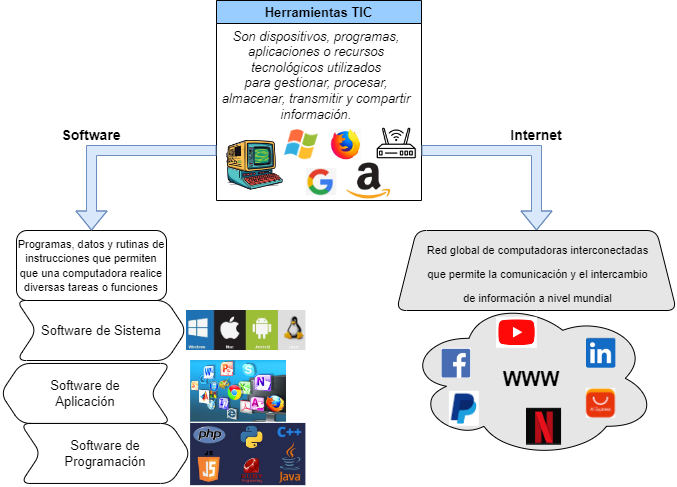 Herramientas TIC
Son dispositivos, programas,
aplicaciones o recursos
tecnológicos utilizados
para gestionar, procesar,
almacenar, transmitir y compartir
información.
Software
Internet
Programas, datos y rutinas de
instrucciones que permiten
que una computadora realice
diversas tareas o funciones
Red global de computadoras interconectadas
que permite la comunicación y el intercambio
de información a nivel mundial
Software de Sistema
Windows
Mac
Android
Software de
Aplicación
Software de
Programación
php
C++
JS
Java
YouTube
WWW
in
AliExpress